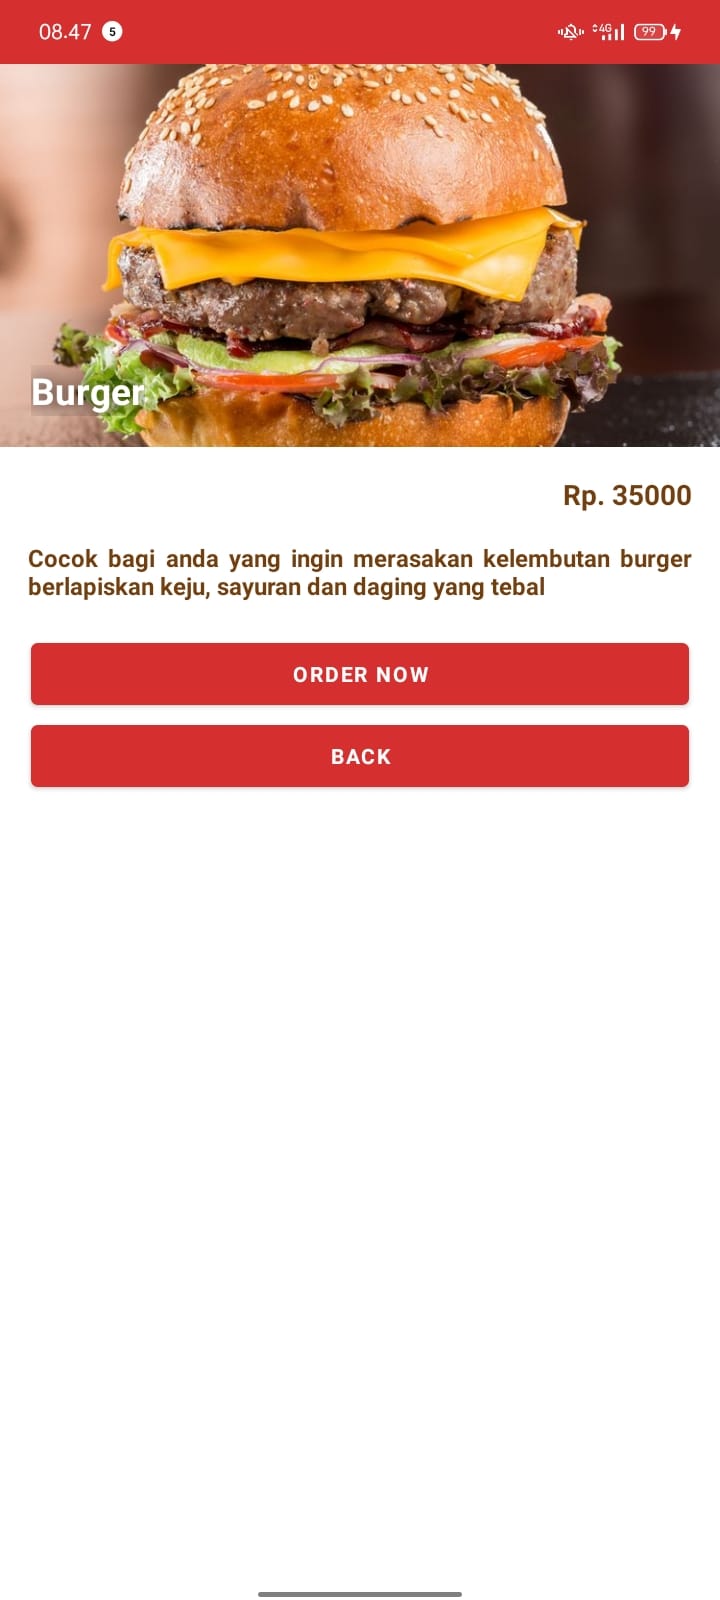 08.47 5 4G 99
Burger
Rp. 35000
Cocok bagi anda yang ingin merasakan kelembutan burger
berlapiskan keju, sayuran dan daging yang tebal
ORDER NOW
BACK